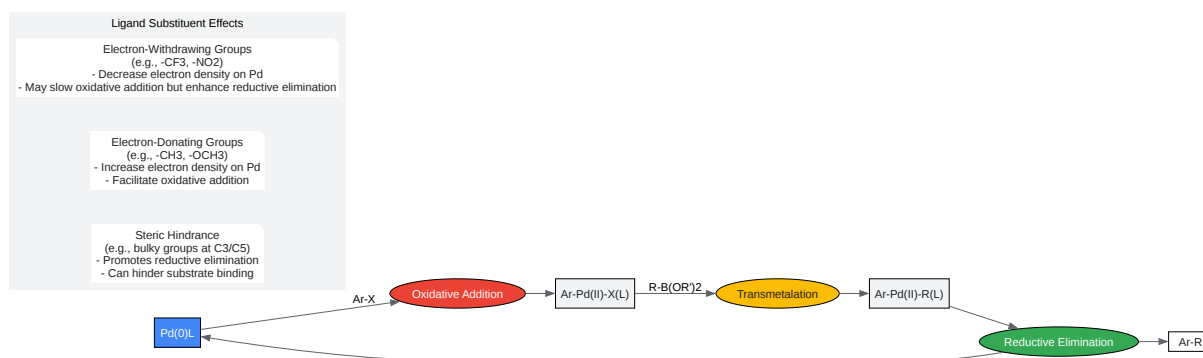 Ligand Substituent Effects
Electron-Withdrawing Groups
(e.g., -CF3, -NO2)
- Decrease electron density on Pd
- May slow oxidative addition but enhance reductive elimination
Electron-Donating Groups
(e.g., -CH3, -OCH3)
- Increase electron density on Pd
- Facilitate oxidative addition
Steric Hindrance
(e.g., bulky groups at C3/C5)
- Promotes reductive elimination
- Can hinder substrate binding
Pd(0)L
Ar-X
Oxidative Addition
Ar-Pd(II)-X(L)
R-B(OR')2
Transmetalation
Ar-Pd(II)-R(L)
Reductive Elimination
Ar-R